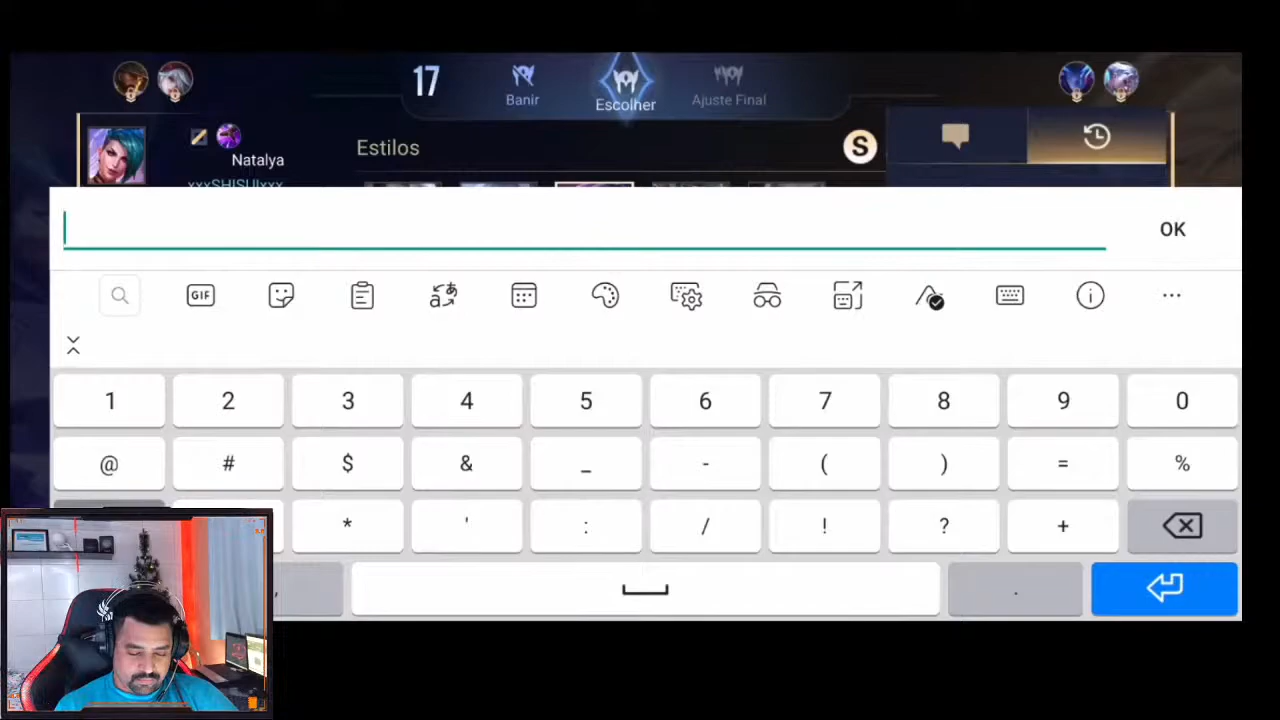 17
Banir
Escolher
Ajuste Final
Natalya
xxxSHISUIxxx
Estilos
S
OK
GIF
1 2 3 4 5 6 7 8 9 0
@ # $ & _ - ( ) = %
* ' : / ! ? +
, .